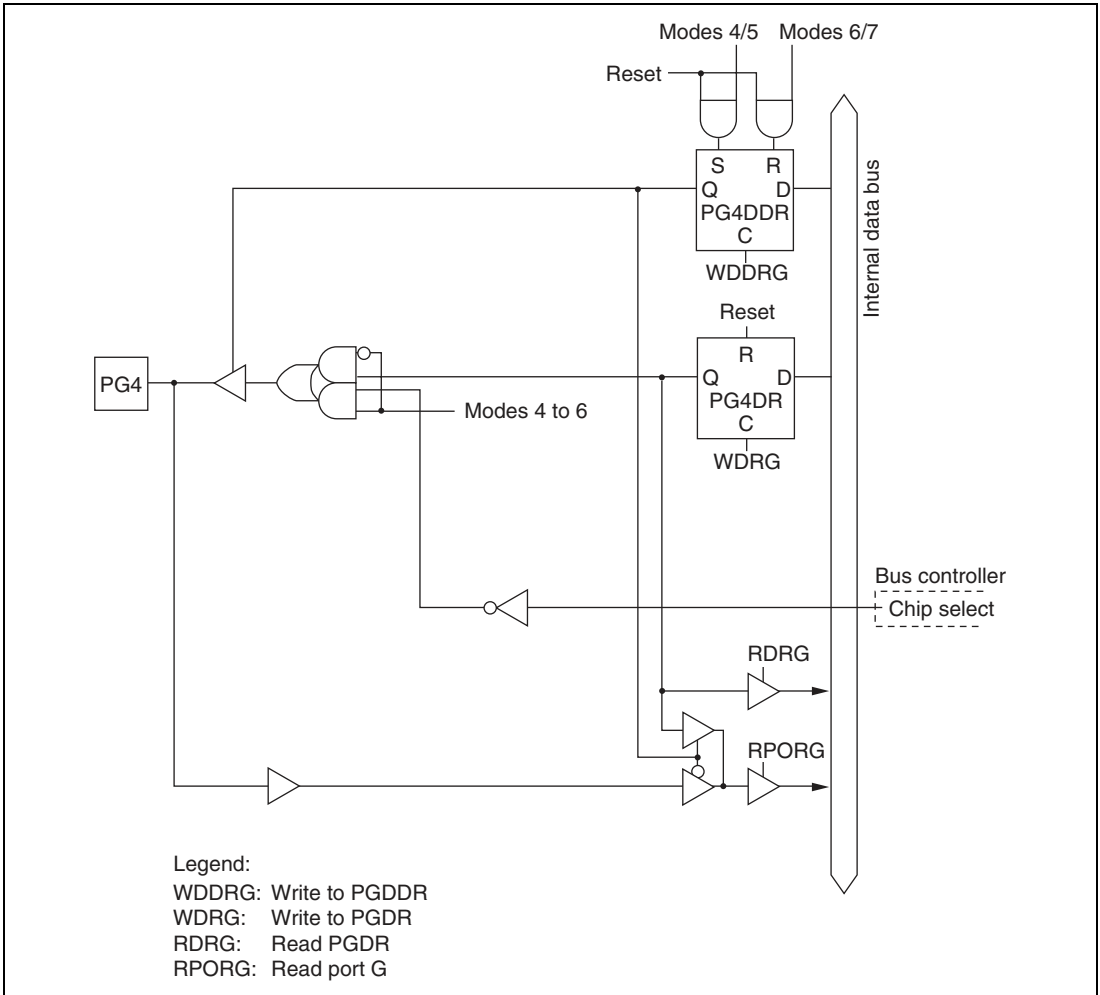 Modes 4/5 Modes 6/7
Reset
S R
Q D
PG4DDR
C
WDDRG
Internal data bus
Reset
R
Q D
PG4DR
C
WDRG
PG4
Modes 4 to 6
Bus controller
Chip select
RDRG
RPORG
Legend:
WDDRG: Write to PGDDR
WDRG: Write to PGDR
RDRG: Read PGDR
RPORG: Read port G